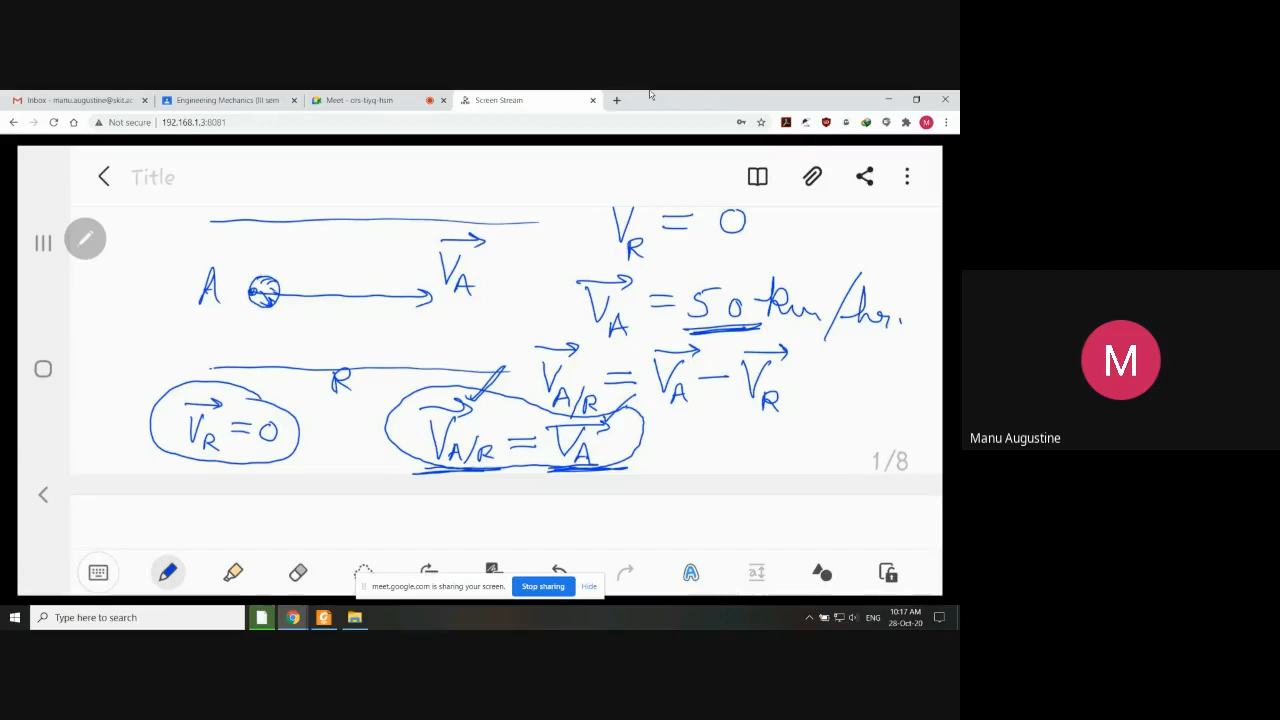 Inbox - manu.augustine@skit.ac
Engineering Mechanics (III sem
Meet - ors-tiyq-hsm
Screen Stream
Not secure | 192.168.1.3:8081
M
Title
V_R = 0
A
V_A
V_A = 50 km/hr.
R
V_A/R = V_A - V_R
V_R = 0
V_A/R = V_A
1/8
M
Manu Augustine
A
a
meet.google.com is sharing your screen.
Stop sharing
Hide
Type here to search
ENG
10:17 AM
28-Oct-20